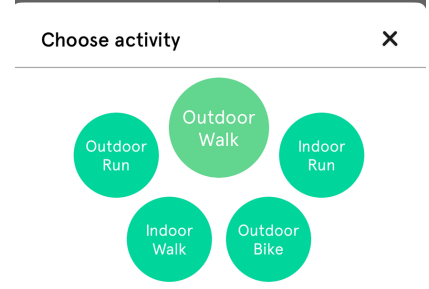 Choose activity
Outdoor
Walk
Outdoor
Run
Indoor
Run
Indoor
Walk
Outdoor
Bike